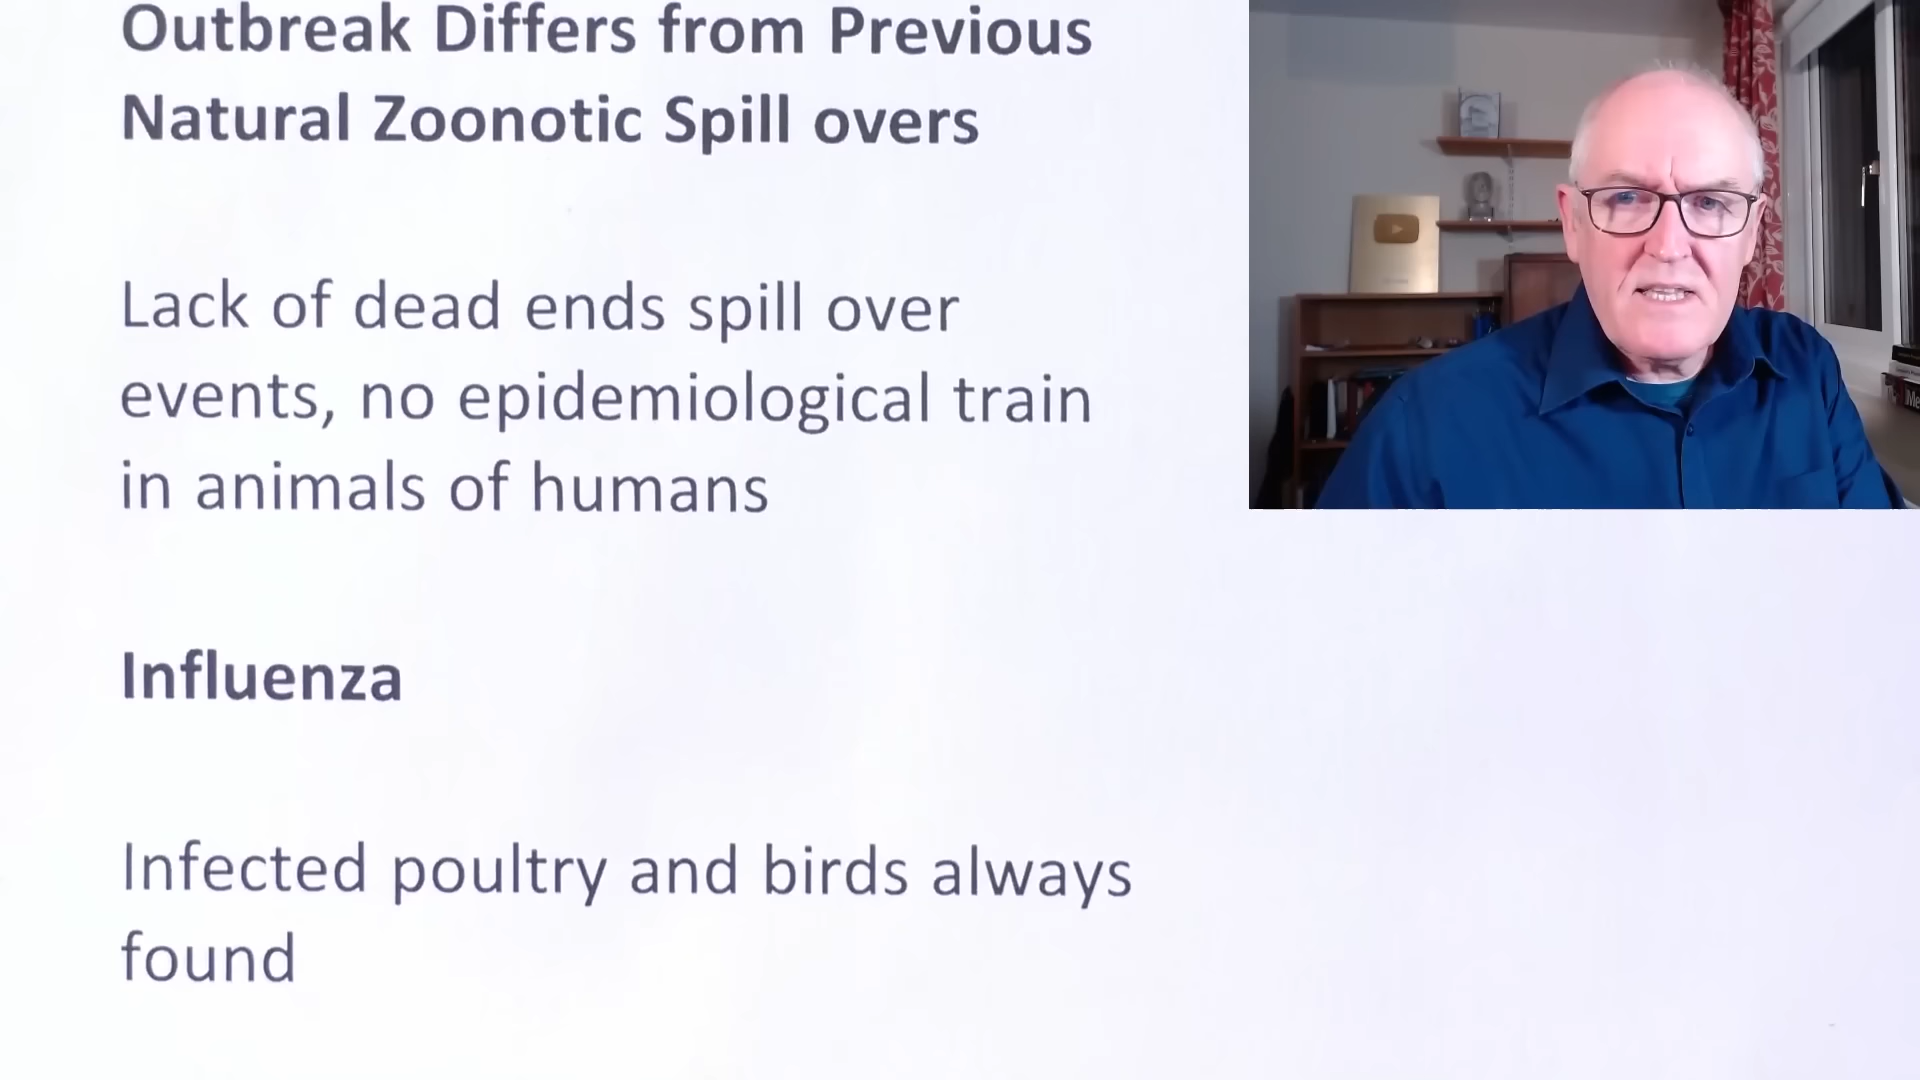 Outbreak Differs from Previous
Natural Zoonotic Spill overs
Lack of dead ends spill over
events, no epidemiological train
in animals of humans
Influenza
Infected poultry and birds always
found